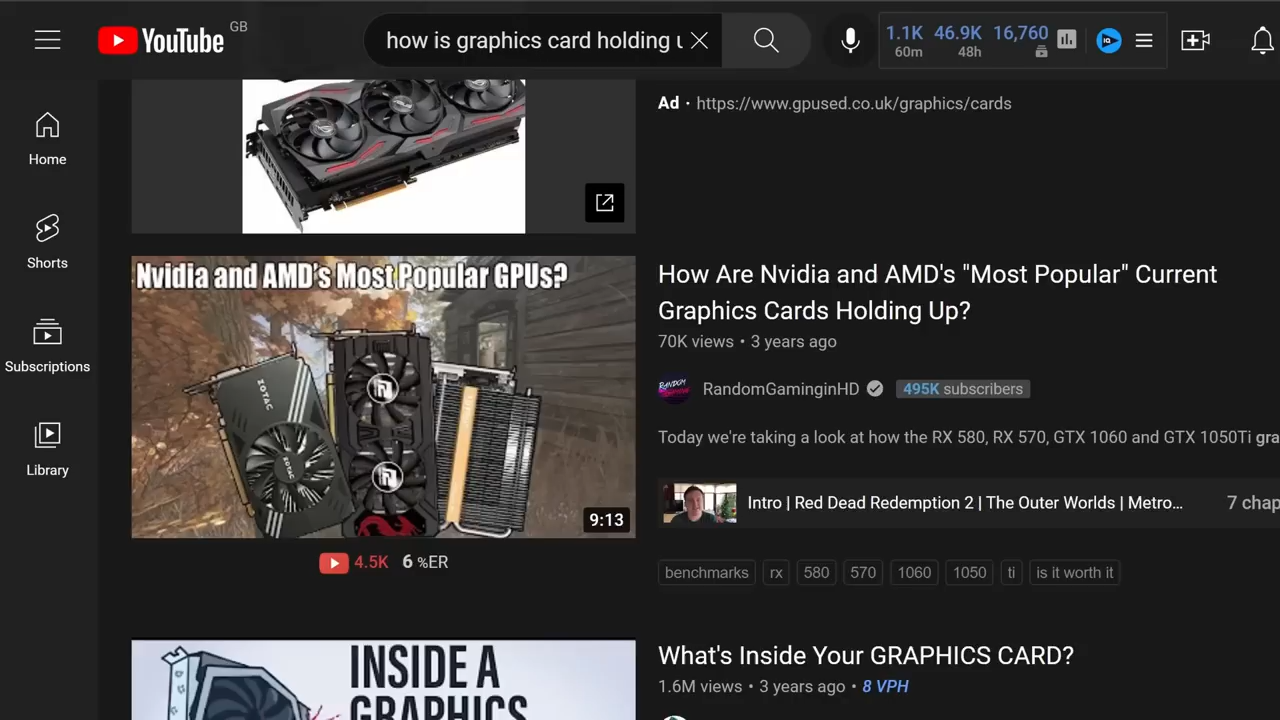 YouTube GB
how is graphics card holding u
1.1K 46.9K 16,760
60m 48h
iQ
Ad · https://www.gpused.co.uk/graphics/cards
Home
Shorts
Subscriptions
Library
Nvidia and AMD's Most Popular GPUs?
ZOTAC
ZOTAC
9:13
4.5K 6 %ER
How Are Nvidia and AMD's "Most Popular" Current
Graphics Cards Holding Up?
70K views • 3 years ago
RANDOM
RandomGaminginHD 495K subscribers
Today we're taking a look at how the RX 580, RX 570, GTX 1060 and GTX 1050Ti gra
Intro | Red Dead Redemption 2 | The Outer Worlds | Metro... 7 chap
benchmarks rx 580 570 1060 1050 ti is it worth it
INSIDE A
GRAPHICS
What's Inside Your GRAPHICS CARD?
1.6M views • 3 years ago • 8 VPH